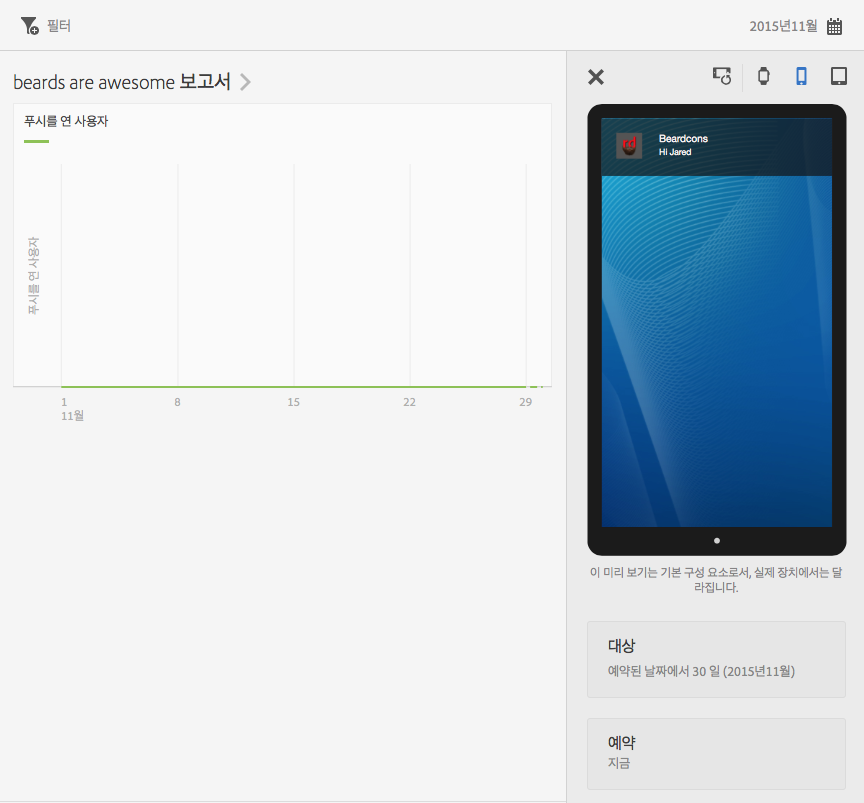 필터
2015년11월
beards are awesome 보고서
푸시를 연 사용자
푸시를 연 사용자
1
11월
8
15
22
29
Beardcons
Hi Jared
이 미리 보기는 기본 구성 요소로서, 실제 장치에서는 달
라집니다.
대상
예약된 날짜에서 30 일 (2015년11월)
예약
지금